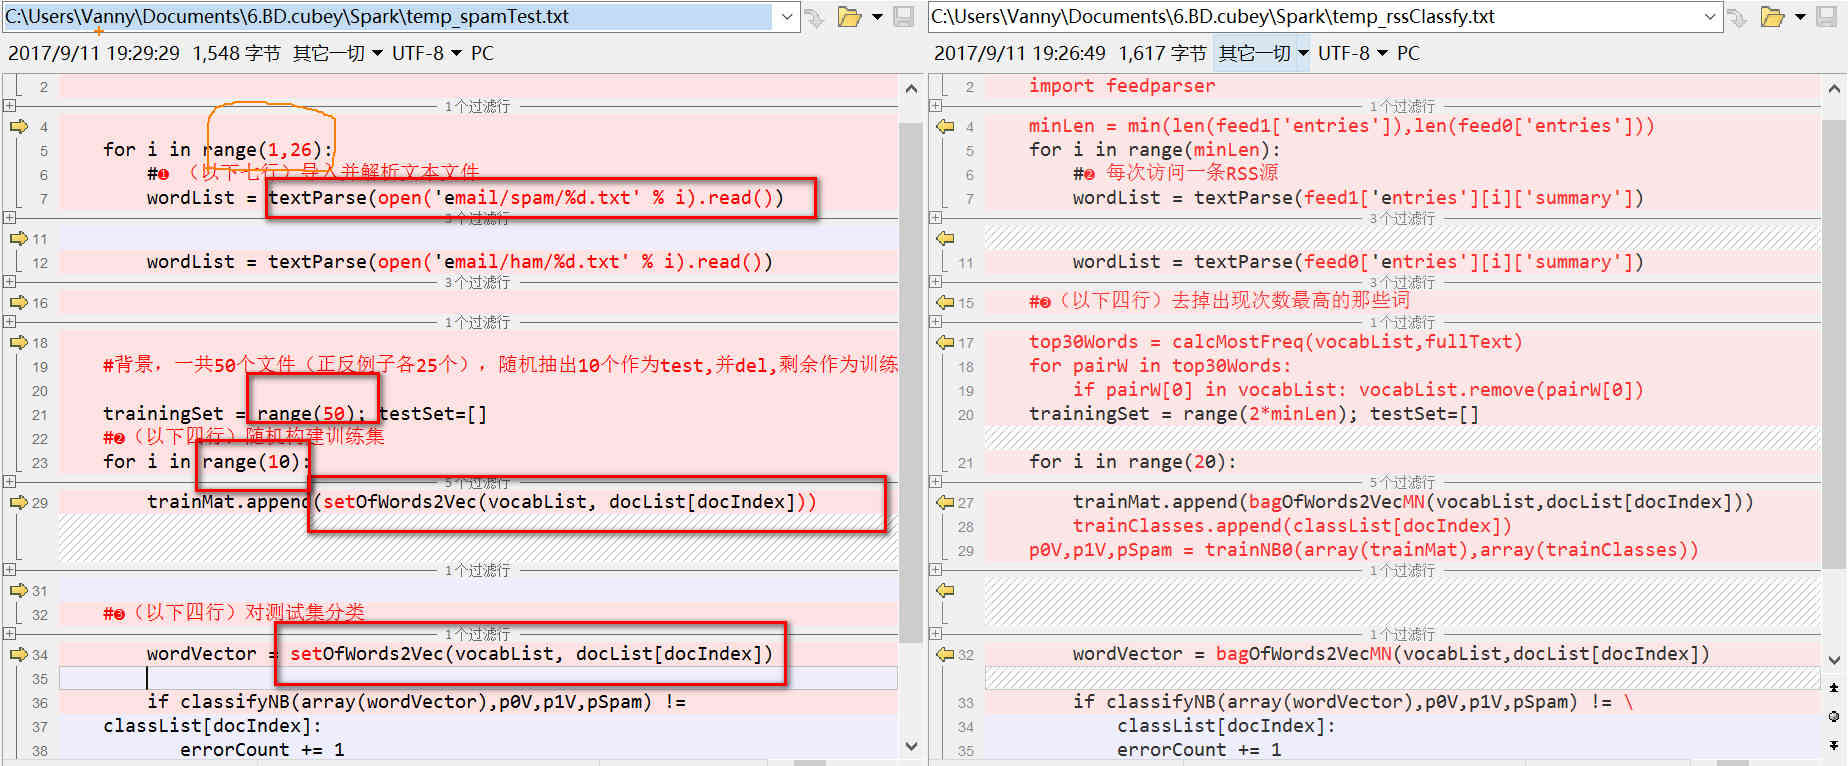 C:\Users\Vanny\Documents\6.BD.cubey\Spark\temp_spamTest.txt
2017/9/11 19:29:29 1,548 字节 其它一切 UTF-8 PC
2
1个过滤行
4
5 for i in range(1,26):
6 #❶ （以下七行）导入并解析文本文件
7 wordList = textParse(open('email/spam/%d.txt' % i).read())
3个过滤行
11
12 wordList = textParse(open('email/ham/%d.txt' % i).read())
3个过滤行
16
1个过滤行
18
19 #背景，一共50个文件（正反例子各25个），随机抽出10个作为test,并del,剩余作为训练
20
21 trainingSet = range(50); testSet=[]
22 #❷（以下四行）随机构建训练集
23 for i in range(10):
5个过滤行
29 trainMat.append(setOfWords2Vec(vocabList, docList[docIndex]))
1个过滤行
31
32 #❸（以下四行）对测试集分类
1个过滤行
34 wordVector = setOfWords2Vec(vocabList, docList[docIndex])
35
36 if classifyNB(array(wordVector),p0V,p1V,pSpam) !=
37 classList[docIndex]:
38 errorCount += 1
C:\Users\Vanny\Documents\6.BD.cubey\Spark\temp_rssClassfy.txt
2017/9/11 19:26:49 1,617 字节 其它一切 UTF-8 PC
2 import feedparser
1个过滤行
4 minLen = min(len(feed1['entries']),len(feed0['entries']))
5 for i in range(minLen):
6 #❷ 每次访问一条RSS源
7 wordList = textParse(feed1['entries'][i]['summary'])
3个过滤行
11 wordList = textParse(feed0['entries'][i]['summary'])
3个过滤行
15 #❸（以下四行）去掉出现次数最高的那些词
1个过滤行
17 top30Words = calcMostFreq(vocabList,fullText)
18 for pairW in top30Words:
19 if pairW[0] in vocabList: vocabList.remove(pairW[0])
20 trainingSet = range(2*minLen); testSet=[]
21 for i in range(20):
5个过滤行
27 trainMat.append(bagOfWords2VecMN(vocabList,docList[docIndex]))
28 trainClasses.append(classList[docIndex])
29 p0V,p1V,pSpam = trainNB0(array(trainMat),array(trainClasses))
1个过滤行
1个过滤行
32 wordVector = bagOfWords2VecMN(vocabList,docList[docIndex])
33 if classifyNB(array(wordVector),p0V,p1V,pSpam) != \
34 classList[docIndex]:
35 errorCount += 1